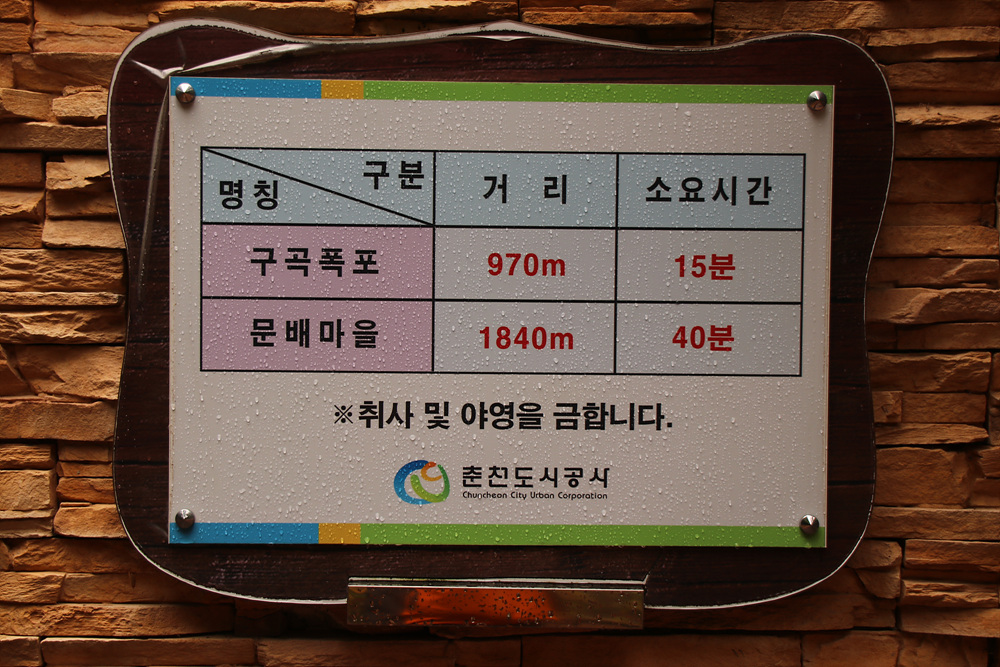 구분
명칭
거 리
소요시간
구곡폭포
970m
15분
문배마을
1840m
40분
※취사 및 야영을 금합니다.
춘천도시공사
Chuncheon City Urban Corporation